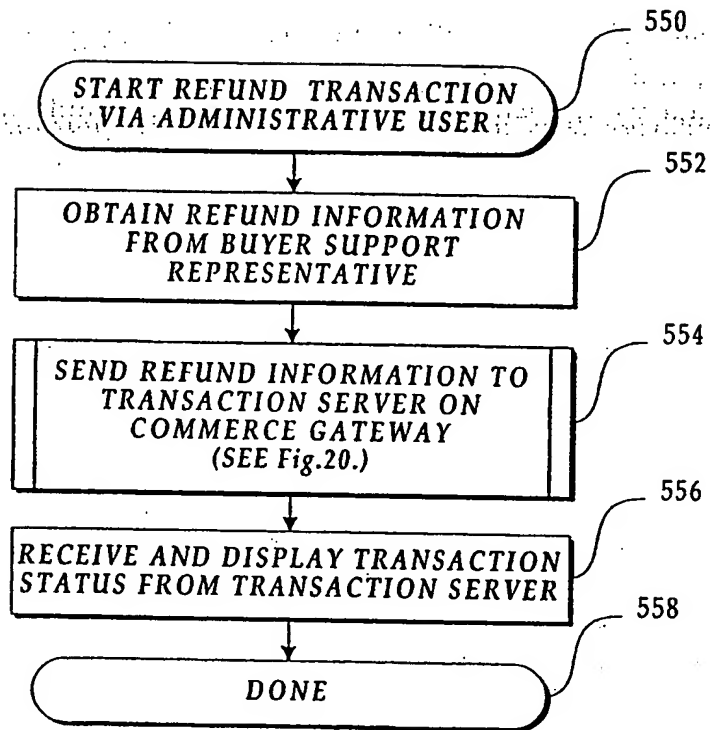 550
START REFUND TRANSACTION
VIA ADMINISTRATIVE USER
552
OBTAIN REFUND INFORMATION
FROM BUYER SUPPORT
REPRESENTATIVE
554
SEND REFUND INFORMATION TO
TRANSACTION SERVER ON
COMMERCE GATEWAY
(SEE Fig.20.)
556
RECEIVE AND DISPLAY TRANSACTION
STATUS FROM TRANSACTION SERVER
558
DONE